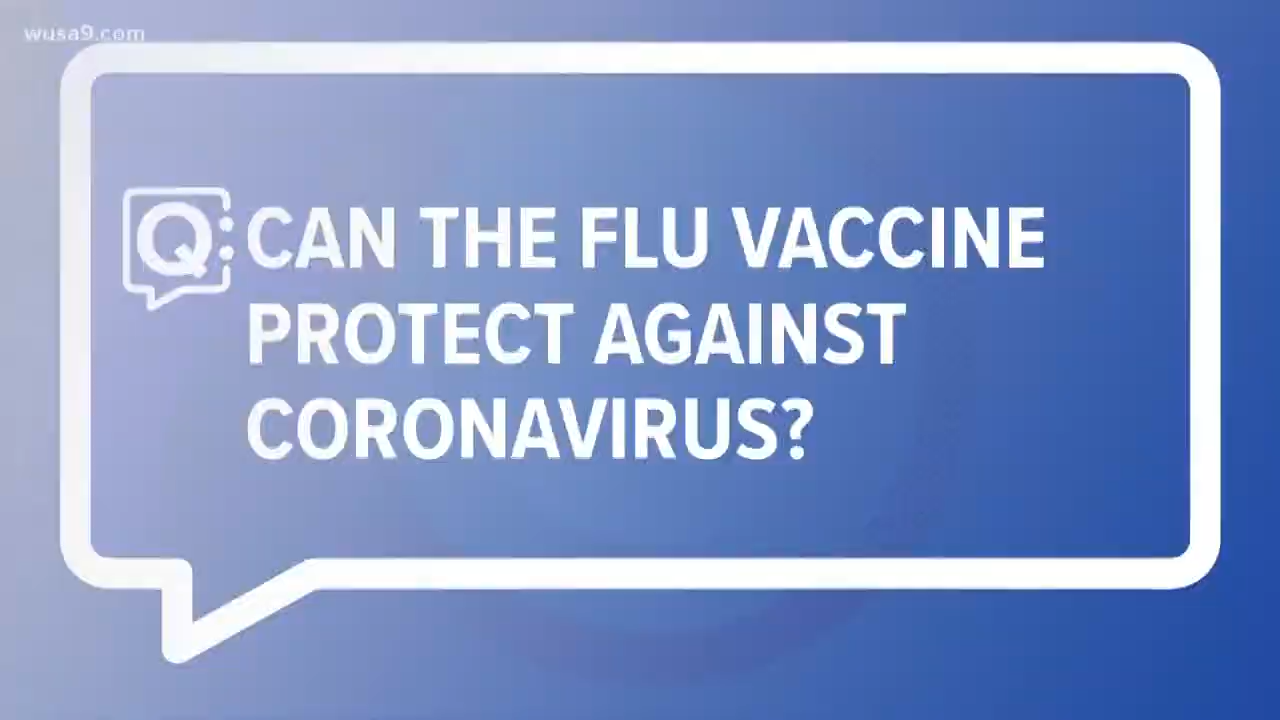 wusa9.com
Q: CAN THE FLU VACCINE
PROTECT AGAINST
CORONAVIRUS?